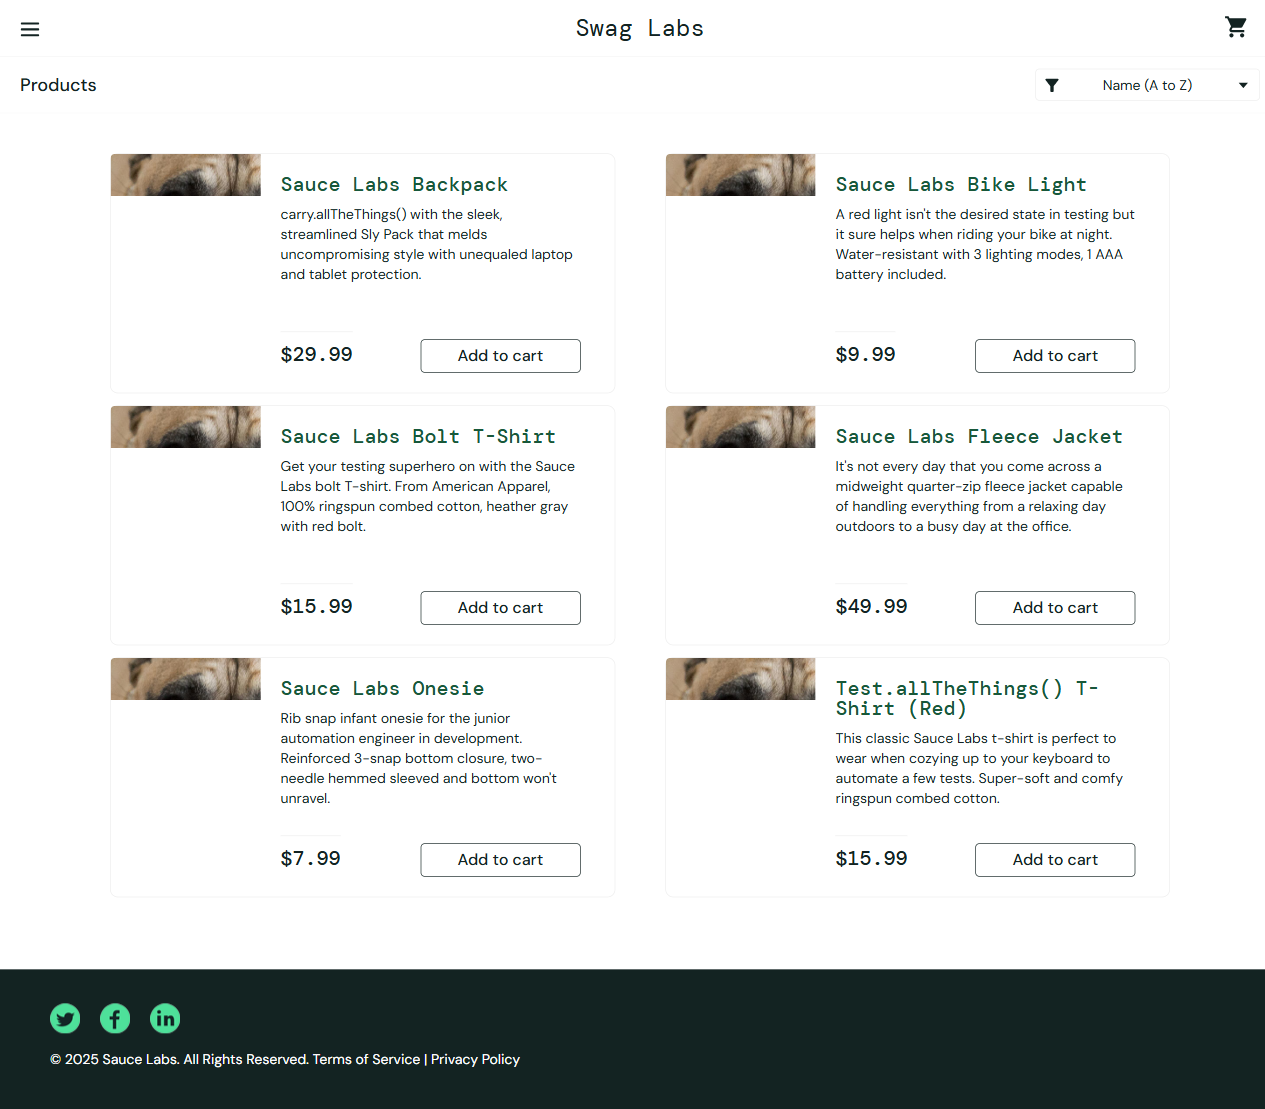 Swag Labs
Products
Name (A to Z)
Sauce Labs Backpack
carry.allTheThings() with the sleek,
streamlined Sly Pack that melds
uncompromising style with unequaled laptop
and tablet protection.
$29.99
Add to cart
Sauce Labs Bike Light
A red light isn't the desired state in testing but
it sure helps when riding your bike at night.
Water-resistant with 3 lighting modes, 1 AAA
battery included.
$9.99
Add to cart
Sauce Labs Bolt T-Shirt
Get your testing superhero on with the Sauce
Labs bolt T-shirt. From American Apparel,
100% ringspun combed cotton, heather gray
with red bolt.
$15.99
Add to cart
Sauce Labs Fleece Jacket
It's not every day that you come across a
midweight quarter-zip fleece jacket capable
of handling everything from a relaxing day
outdoors to a busy day at the office.
$49.99
Add to cart
Sauce Labs Onesie
Rib snap infant onesie for the junior
automation engineer in development.
Reinforced 3-snap bottom closure, two-
needle hemmed sleeved and bottom won't
unravel.
$7.99
Add to cart
Test.allTheThings() T-
Shirt (Red)
This classic Sauce Labs t-shirt is perfect to
wear when cozying up to your keyboard to
automate a few tests. Super-soft and comfy
ringspun combed cotton.
$15.99
Add to cart
© 2025 Sauce Labs. All Rights Reserved. Terms of Service | Privacy Policy